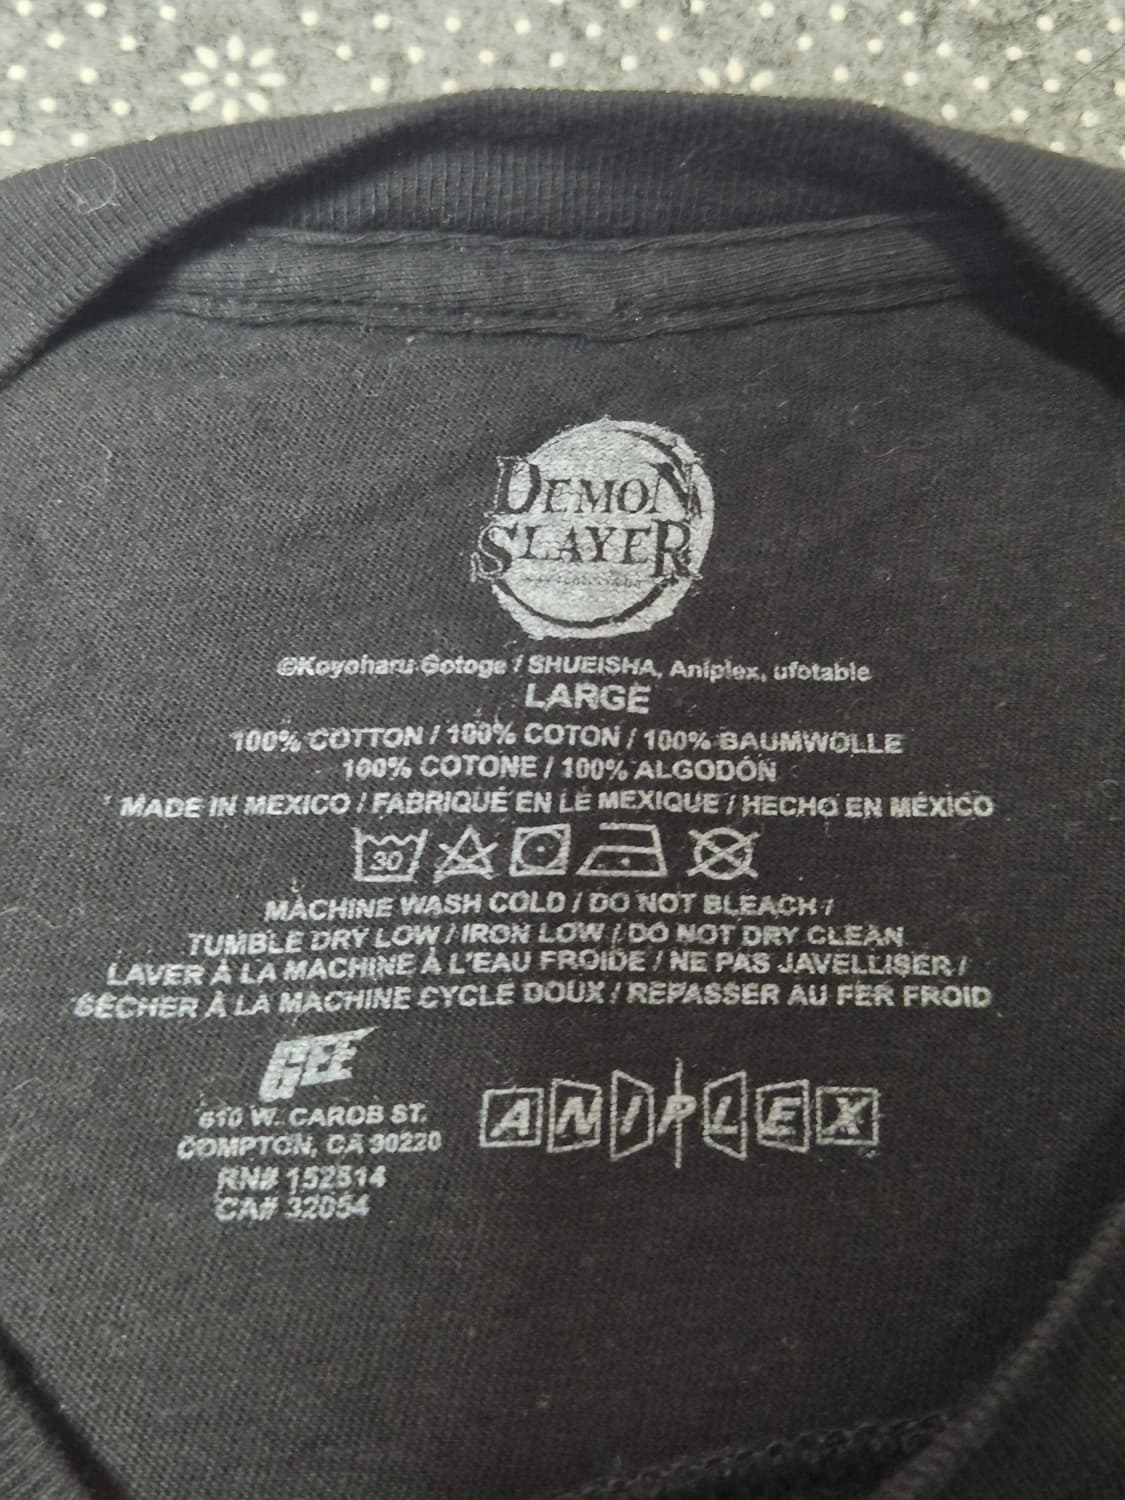 DEMON
SLAYER
©Koyoharu Gotoge / SHUEISHA, Aniplex, ufotable
LARGE
100% COTTON / 100% COTON / 100% BAUMWOLLE
100% COTONE / 100% ALGODÓN
MADE IN MEXICO / FABRIQUÉ EN LE MEXIQUE / HECHO EN MÉXICO
30
MACHINE WASH COLD / DO NOT BLEACH /
TUMBLE DRY LOW / IRON LOW / DO NOT DRY CLEAN
LAVER À LA MACHINE À L'EAU FROIDE / NE PAS JAVELLISER /
SÉCHER À LA MACHINE CYCLE DOUX / REPASSER AU FER FROID
GEE
610 W. CAROB ST.
COMPTON, CA 90220
RN# 152514
CA# 32054
ANIPLEX